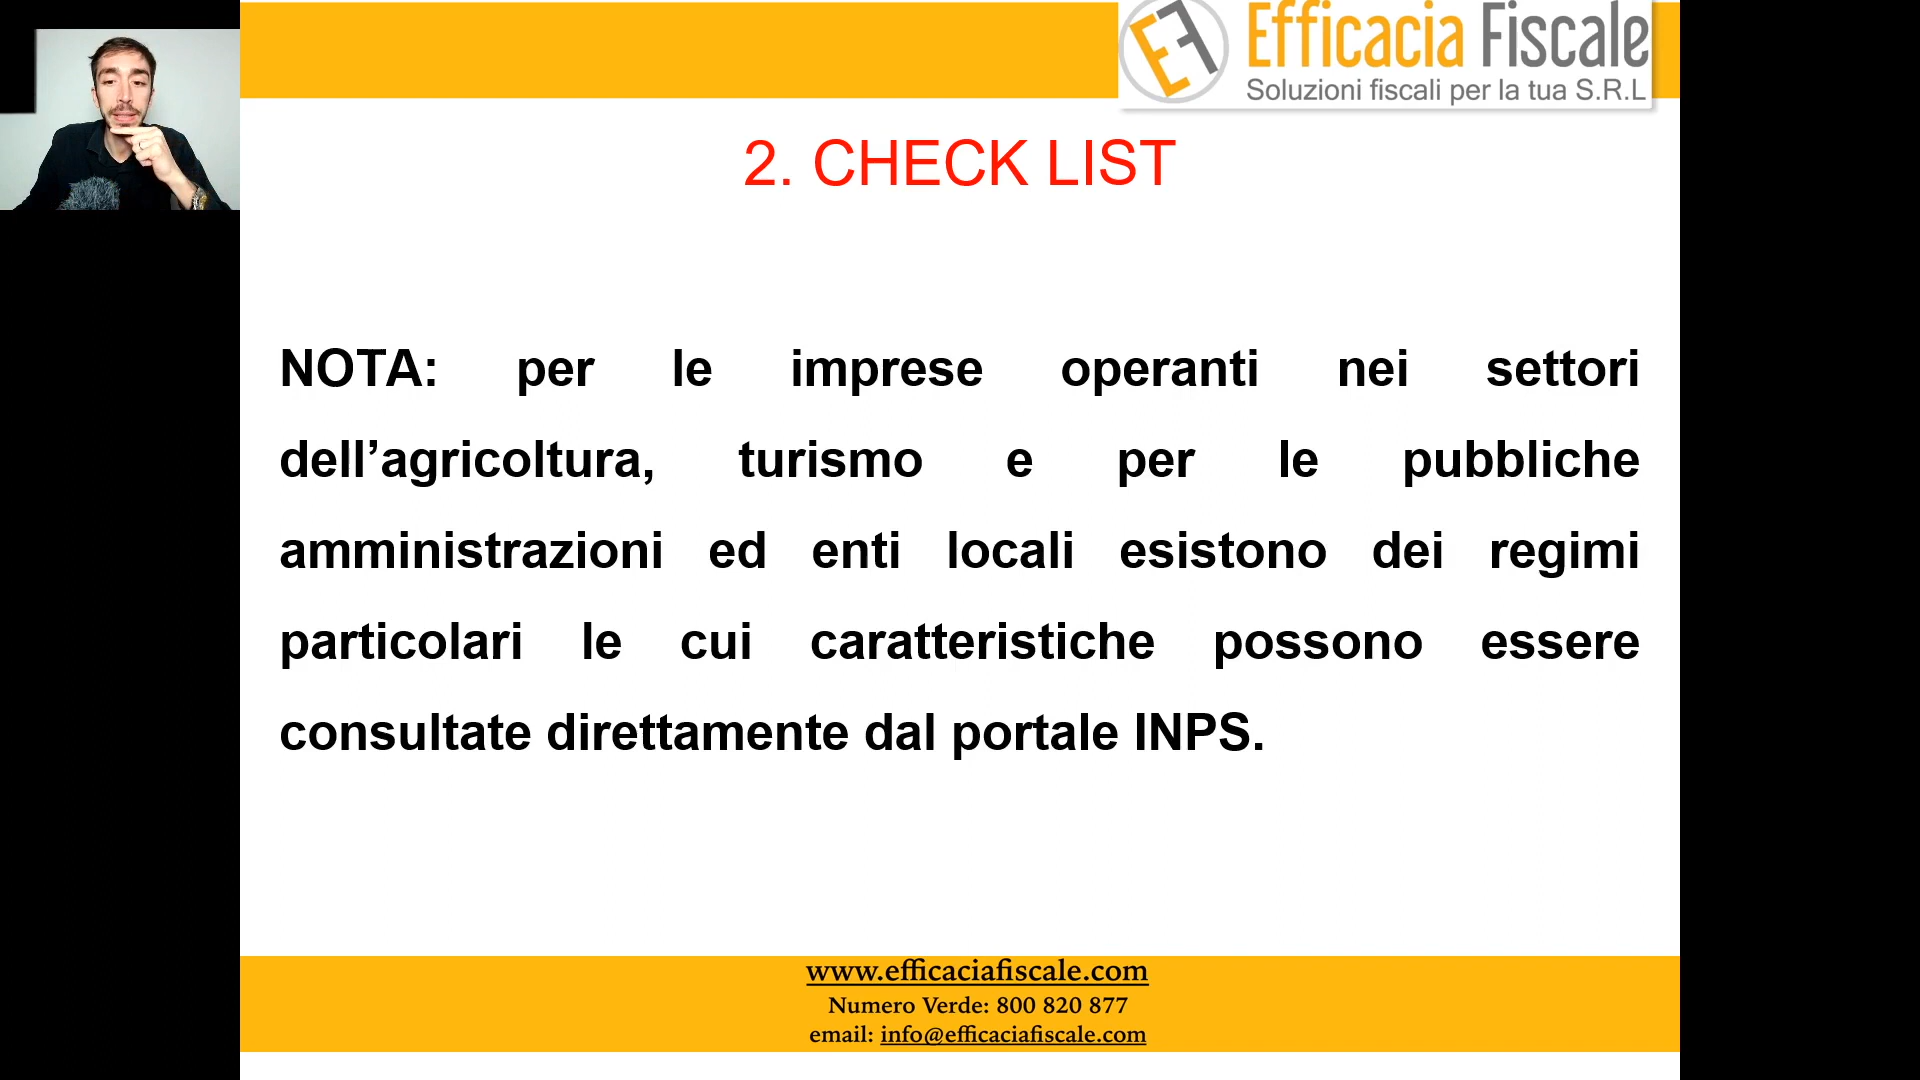 EF
Efficacia Fiscale
Soluzioni fiscali per la tua S.R.L
2. CHECK LIST
NOTA: per le imprese operanti nei settori
dell’agricoltura, turismo e per le pubbliche
amministrazioni ed enti locali esistono dei regimi
particolari le cui caratteristiche possono essere
consultate direttamente dal portale INPS.
www.efficaciafiscale.com
Numero Verde: 800 820 877
email: info@efficaciafiscale.com